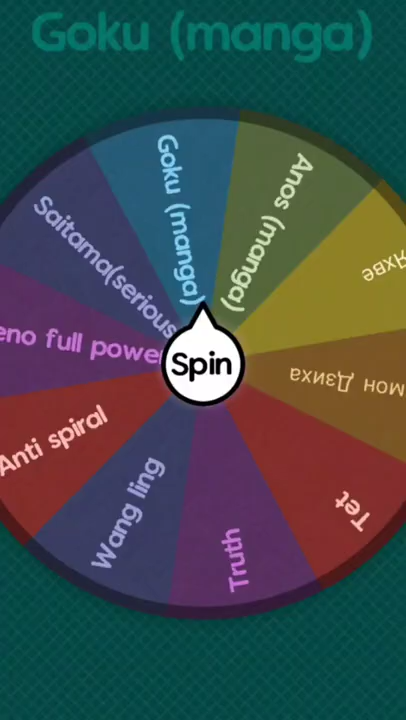 Goku (manga)
Goku (manga)
Anos (manga)
Яхве
мон Дзиха
Tet
Truth
Wang ling
Anti spiral
eno full power
Saitama(serious
Spin